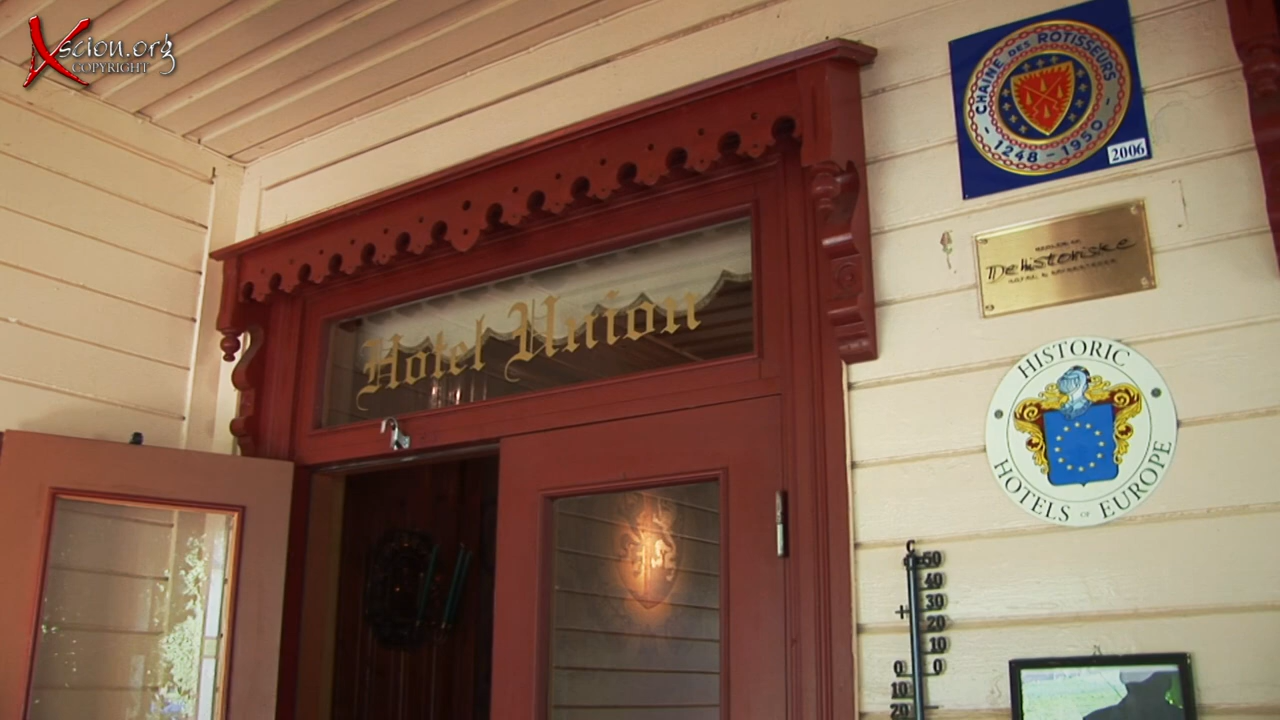 Xscion.org
COPYRIGHT
Hotel Union
CHAINE DES ROTISSEURS
- 1248 - 1950 -
2006
De Historiske
HISTORIC
HOTELS OF EUROPE
C
50
40
30
20
10
0 0
10
20